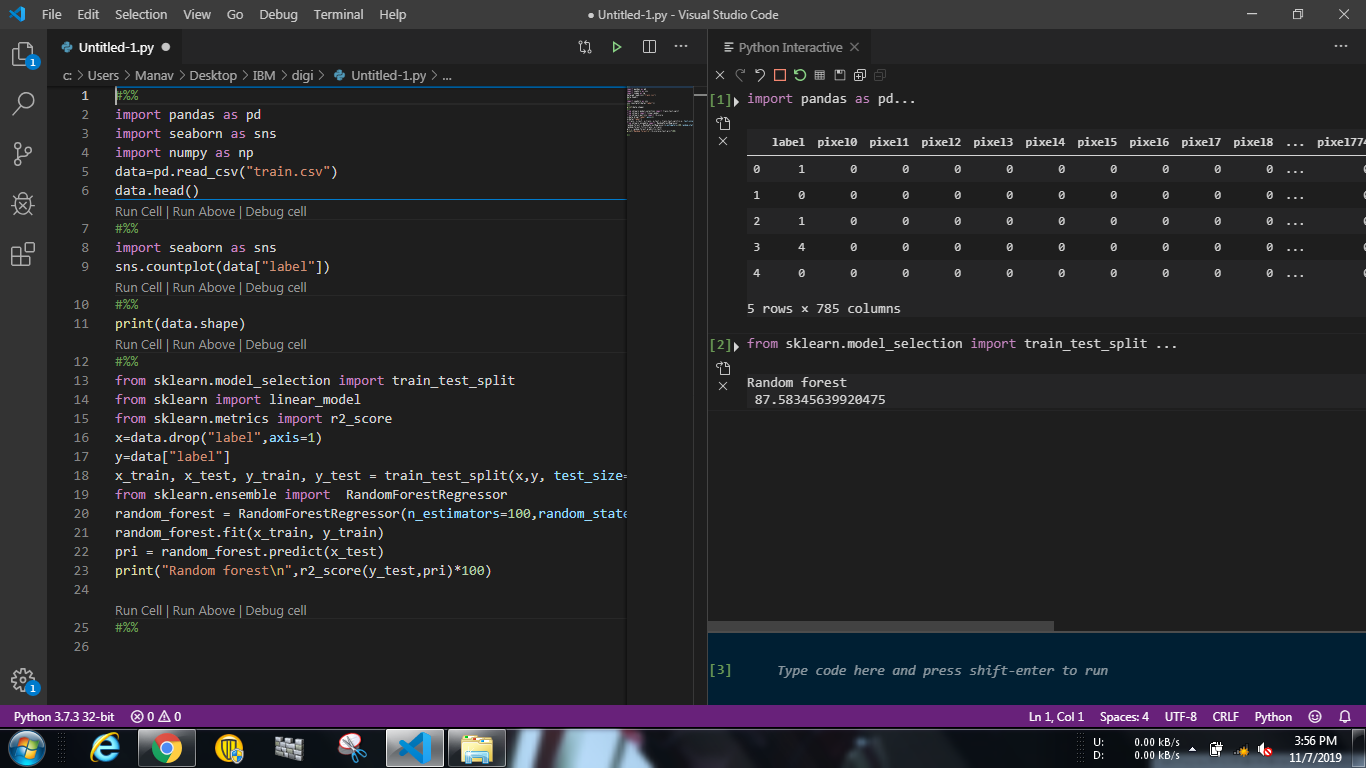 File Edit Selection View Go Debug Terminal Help
● Untitled-1.py - Visual Studio Code
Untitled-1.py ●
c: > Users > Manav > Desktop > IBM > digi > Untitled-1.py > ...
1 #%%
2 import pandas as pd
3 import seaborn as sns
4 import numpy as np
5 data=pd.read_csv("train.csv")
6 data.head()
Run Cell | Run Above | Debug cell
7 #%%
8 import seaborn as sns
9 sns.countplot(data["label"])
Run Cell | Run Above | Debug cell
10 #%%
11 print(data.shape)
Run Cell | Run Above | Debug cell
12 #%%
13 from sklearn.model_selection import train_test_split
14 from sklearn import linear_model
15 from sklearn.metrics import r2_score
16 x=data.drop("label",axis=1)
17 y=data["label"]
18 x_train, x_test, y_train, y_test = train_test_split(x,y, test_size=
19 from sklearn.ensemble import  RandomForestRegressor
20 random_forest = RandomForestRegressor(n_estimators=100,random_state
21 random_forest.fit(x_train, y_train)
22 pri = random_forest.predict(x_test)
23 print("Random forest\n",r2_score(y_test,pri)*100)
24
Run Cell | Run Above | Debug cell
25 #%%
26
Python Interactive
[1] import pandas as pd...
label pixel0 pixel1 pixel2 pixel3 pixel4 pixel5 pixel6 pixel7 pixel8 ... pixel774
0 1 0 0 0 0 0 0 0 0 0 ... 0
1 0 0 0 0 0 0 0 0 0 0 ... 0
2 1 0 0 0 0 0 0 0 0 0 ... 0
3 4 0 0 0 0 0 0 0 0 0 ... 0
4 0 0 0 0 0 0 0 0 0 0 ... 0
5 rows × 785 columns
[2] from sklearn.model_selection import train_test_split ...
Random forest
87.58345639920475
[3] Type code here and press shift-enter to run
1
1
Python 3.7.3 32-bit 0 0 Ln 1, Col 1 Spaces: 4 UTF-8 CRLF Python
U: 0.00 kB/s
D: 0.00 kB/s
3:56 PM
11/7/2019